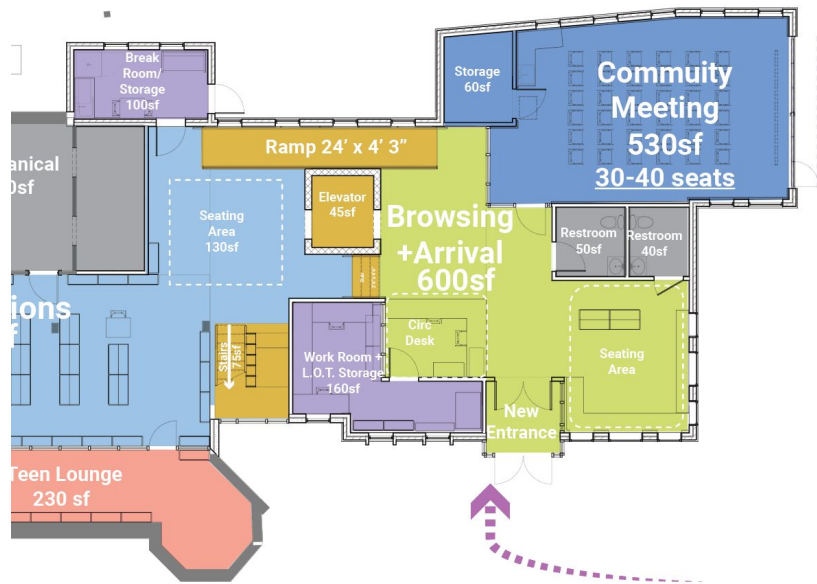 Break
Room/
Storage
100sf
Storage
60sf
Commuity
Meeting
530sf
30-40 seats
Ramp 24' x 4' 3”
anical
0sf
Elevator
45sf
Seating
Area
130sf
Browsing
+Arrival
600sf
Restroom
50sf
Restroom
40sf
ions
f
Circ
Desk
Stairs
75sf
Work Room +
L.O.T. Storage
160sf
Seating
Area
New
Entrance
Teen Lounge
230 sf